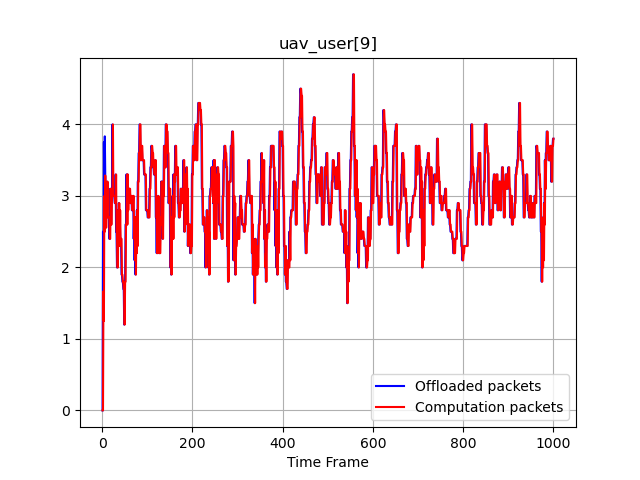 uav_user[9]
4
3
2
1
0
0 200 400 600 800 1000
Time Frame
Offloaded packets
Computation packets